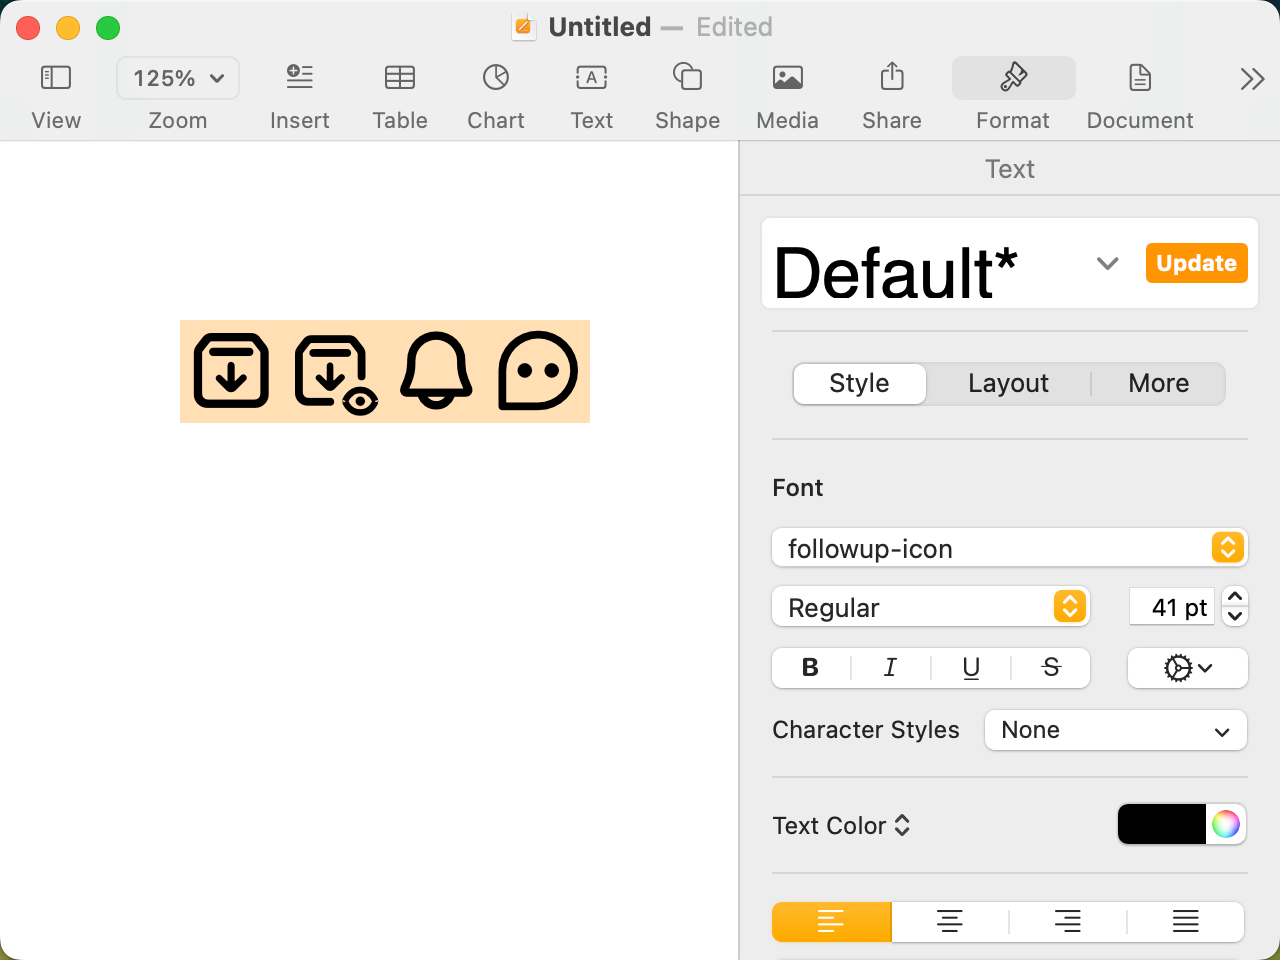 Untitled — Edited
125%
View
Zoom
Insert
Table
Chart
Text
Shape
Media
Share
Format
Document
Text
Default*
Update
Style
Layout
More
Font
followup-icon
Regular
41 pt
B I U S
Character Styles
None
Text Color